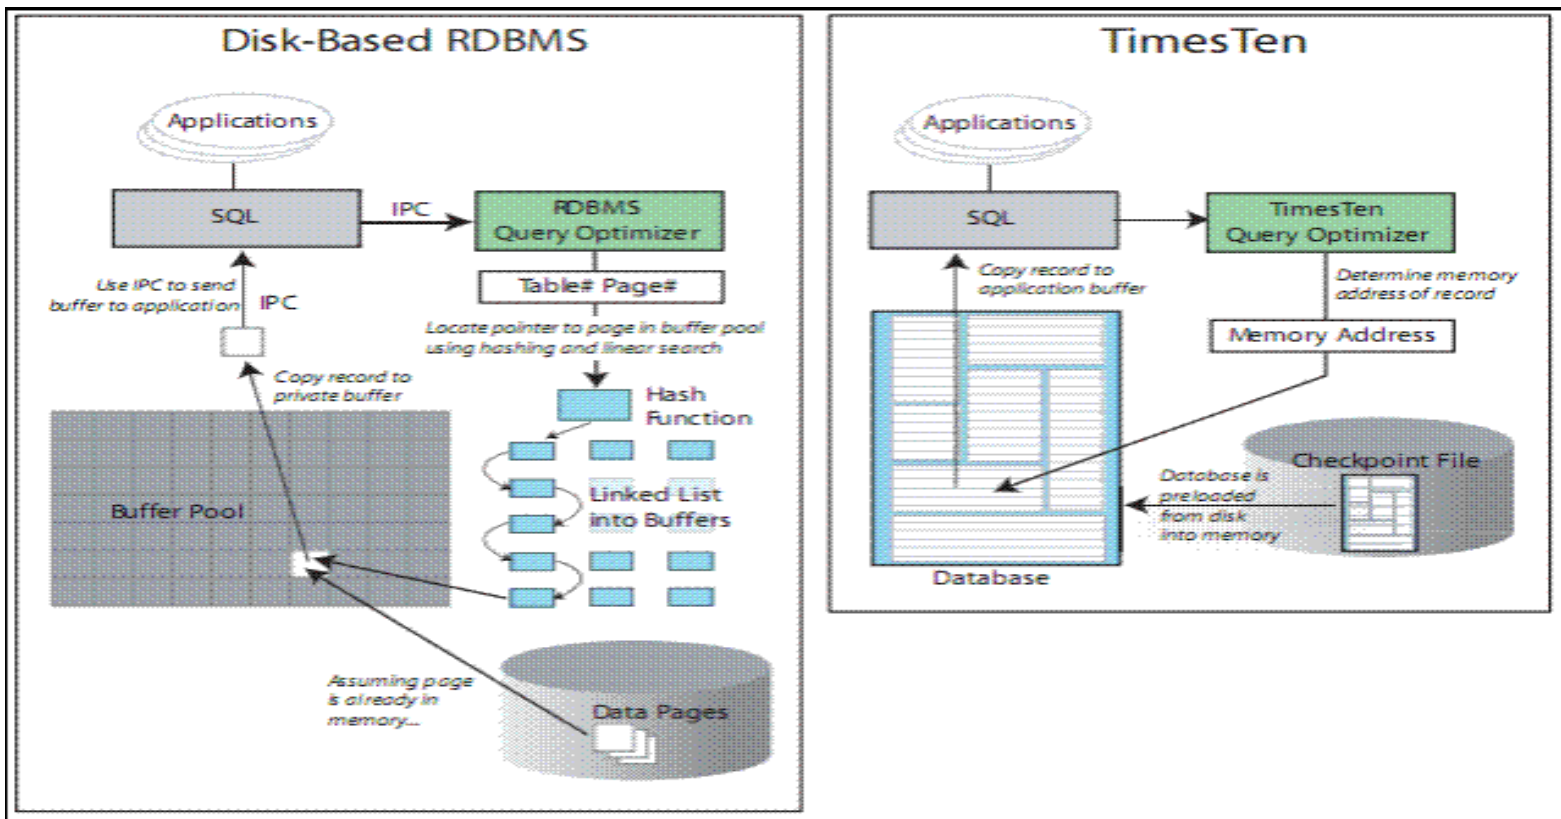 Disk-Based RDBMS
Applications
SQL
IPC
RDBMS
Query Optimizer
Table# Page#
Use IPC to send
buffer to application
IPC
Locate pointer to page in buffer pool
using hashing and linear search
Copy record to
private buffer
Hash
Function
Buffer Pool
Linked List
into Buffers
Assuming page
is already in
memory...
Data Pages
TimesTen
Applications
SQL
TimesTen
Query Optimizer
Copy record to
application buffer
Determine memory
address of record
Memory Address
Checkpoint File
Database is
preloaded
from disk
into memory
Database